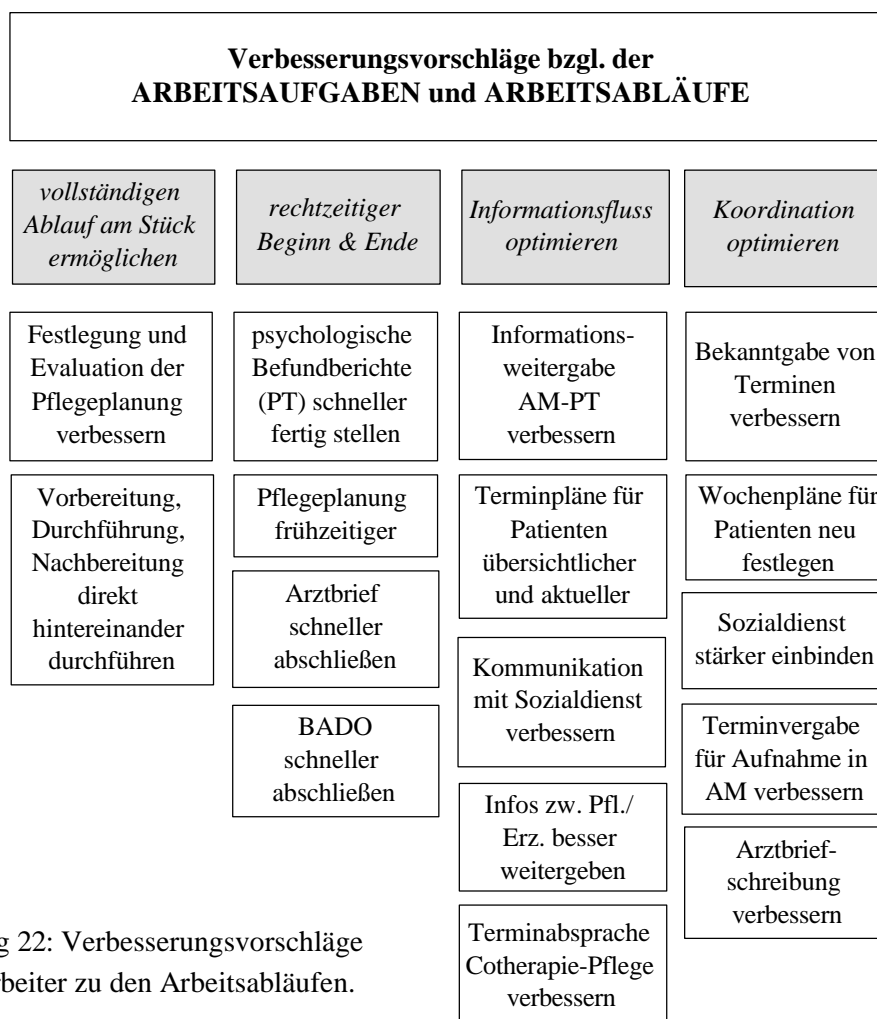 Verbesserungsvorschläge bzgl. der
ARBEITSAUFGABEN und ARBEITSABLÄUFE
vollständigen
Ablauf am Stück
ermöglichen
Festlegung und
Evaluation der
Pflegeplanung
verbessern
Vorbereitung,
Durchführung,
Nachbereitung
direkt
hintereinander
durchführen
rechtzeitiger
Beginn & Ende
psychologische
Befundberichte
(PT) schneller
fertig stellen
Pflegeplanung
frühzeitiger
Arztbrief
schneller
abschließen
BADO
schneller
abschließen
Informationsfluss
optimieren
Informations-
weitergabe
AM-PT
verbessern
Terminpläne für
Patienten
übersichtlicher
und aktueller
Kommunikation
mit Sozialdienst
verbessern
Infos zw. Pfl./
Erz. besser
weitergeben
Terminabsprache
Cotherapie-Pflege
verbessern
Koordination
optimieren
Bekanntgabe von
Terminen
verbessern
Wochenpläne für
Patienten neu
festlegen
Sozialdienst
stärker einbinden
Terminvergabe
für Aufnahme in
AM verbessern
Arztbrief-
schreibung
verbessern
g 22: Verbesserungsvorschläge
rbeiter zu den Arbeitsabläufen.